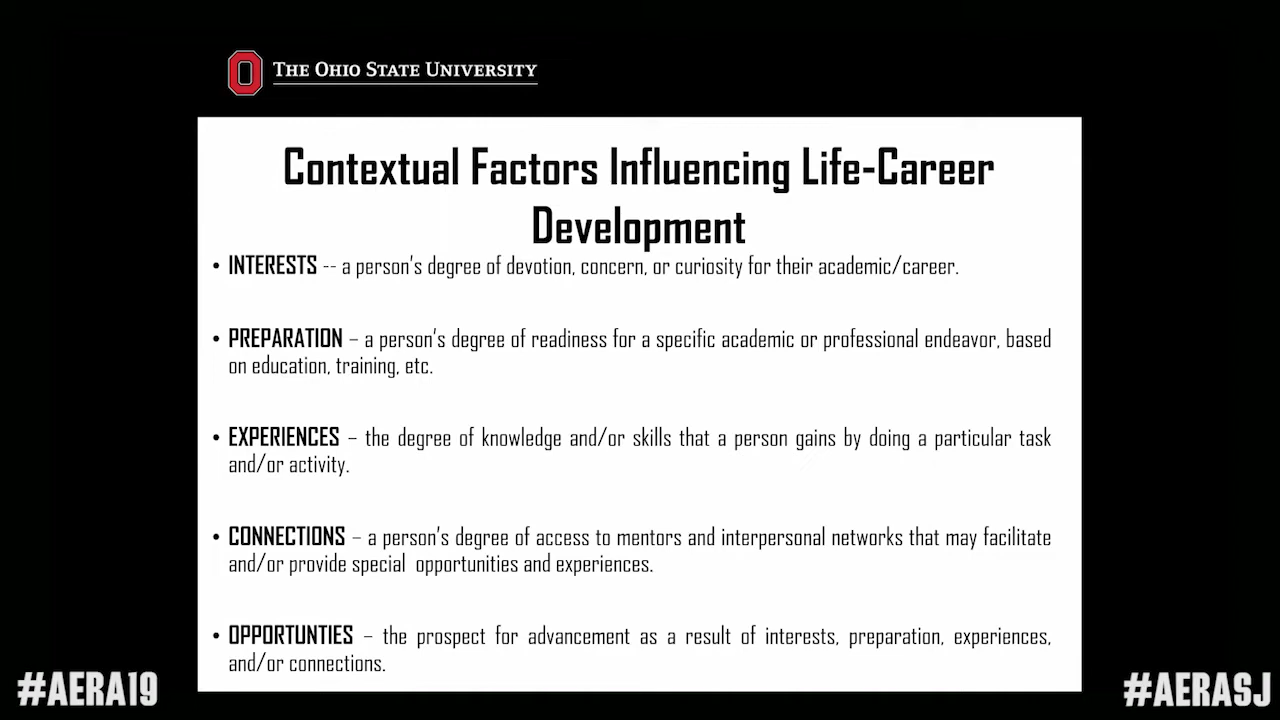 THE OHIO STATE UNIVERSITY
Contextual Factors Influencing Life-Career
Development
• INTERESTS -- a person's degree of devotion, concern, or curiosity for their academic/career.
• PREPARATION – a person's degree of readiness for a specific academic or professional endeavor, based
on education, training, etc.
• EXPERIENCES – the degree of knowledge and/or skills that a person gains by doing a particular task
and/or activity.
• CONNECTIONS – a person's degree of access to mentors and interpersonal networks that may facilitate
and/or provide special opportunities and experiences.
• OPPORTUNTIES – the prospect for advancement as a result of interests, preparation, experiences,
and/or connections.
#AERA19
#AERASJ